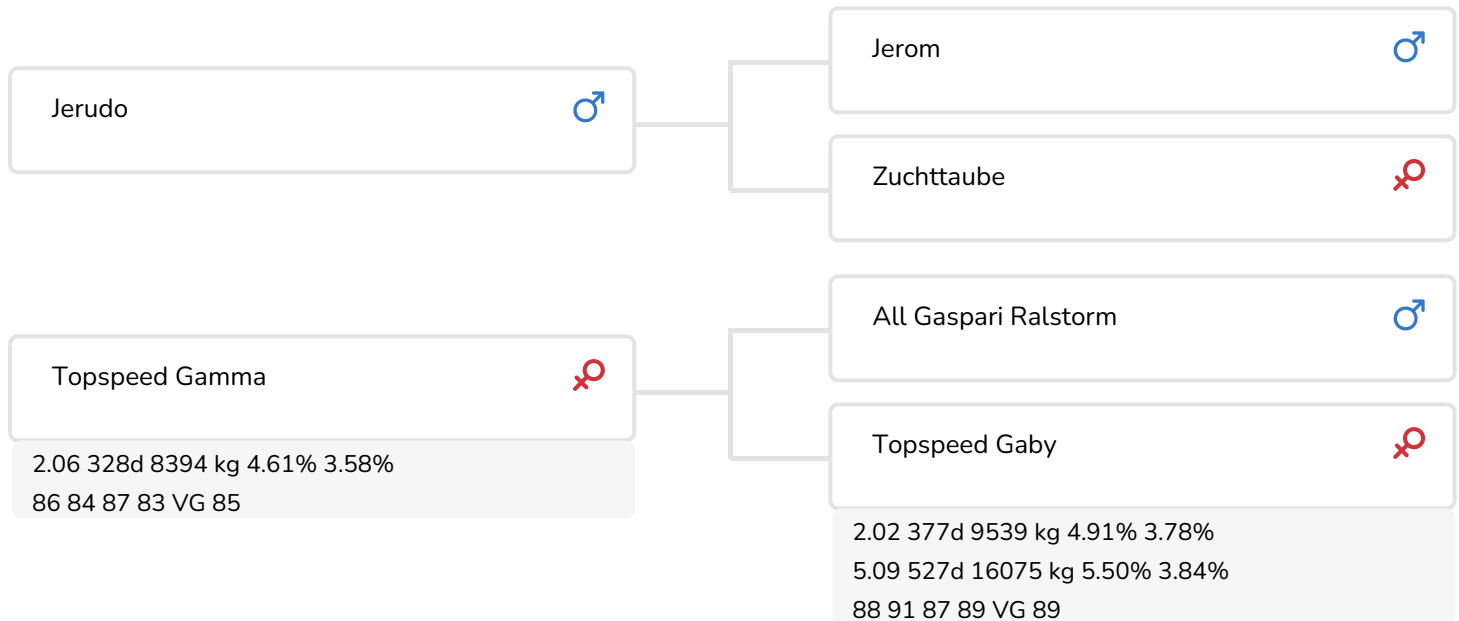 Jerudo
Topspeed Gamma
2.06 328d 8394 kg 4.61% 3.58%
86 84 87 83 VG 85
Jerom
Zuchttaube
All Gaspari Ralstorm
Topspeed Gaby
2.02 377d 9539 kg 4.91% 3.78%
5.09 527d 16075 kg 5.50% 3.84%
88 91 87 89 VG 89